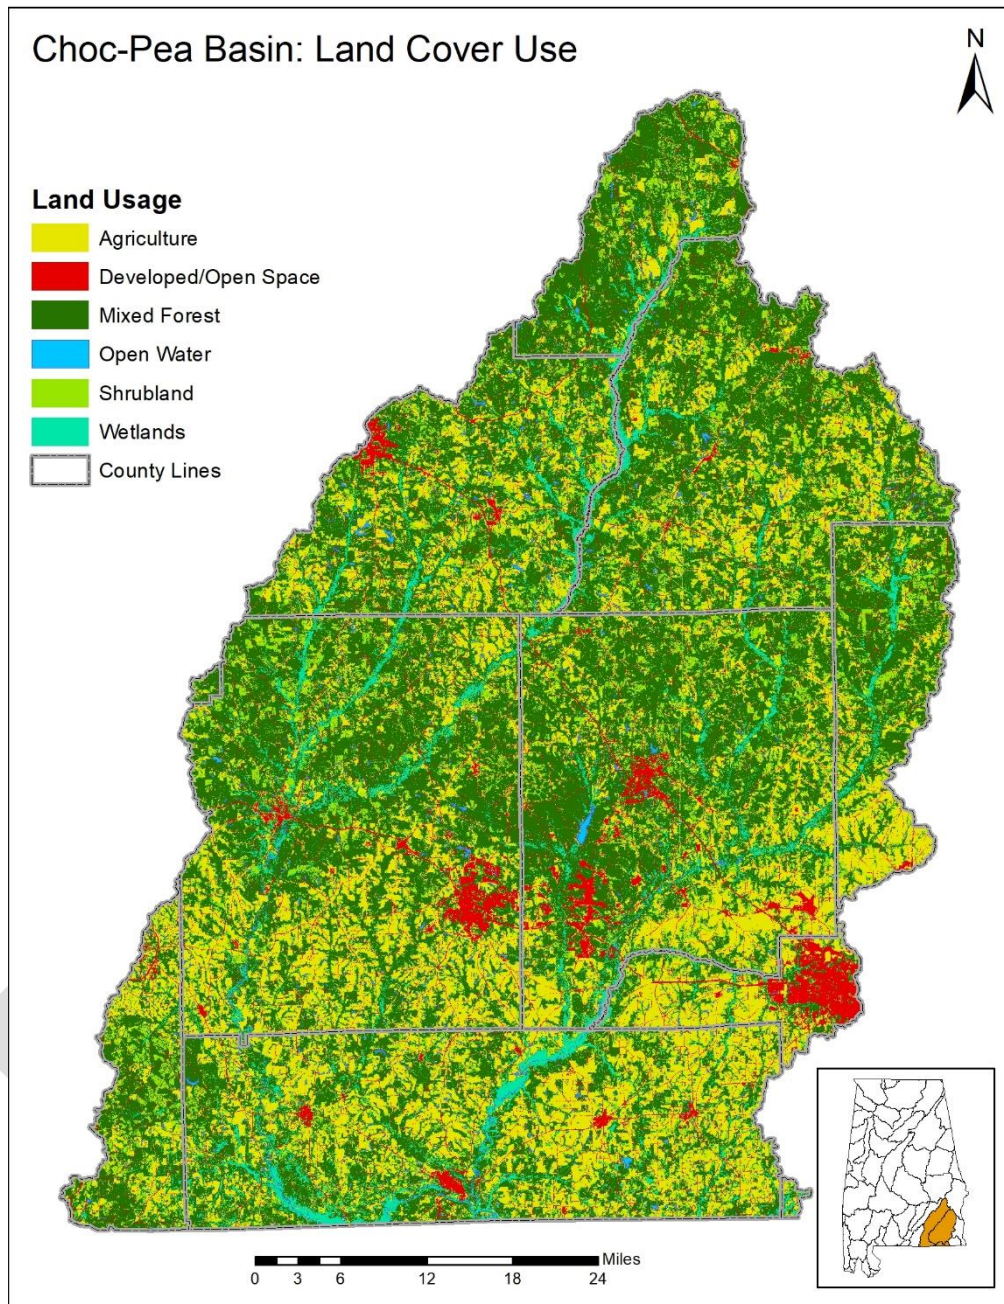 Choc-Pea Basin: Land Cover Use
N
Land Usage
Agriculture
Developed/Open Space
Mixed Forest
Open Water
Shrubland
Wetlands
County Lines
Miles
0 3 6 12 18 24